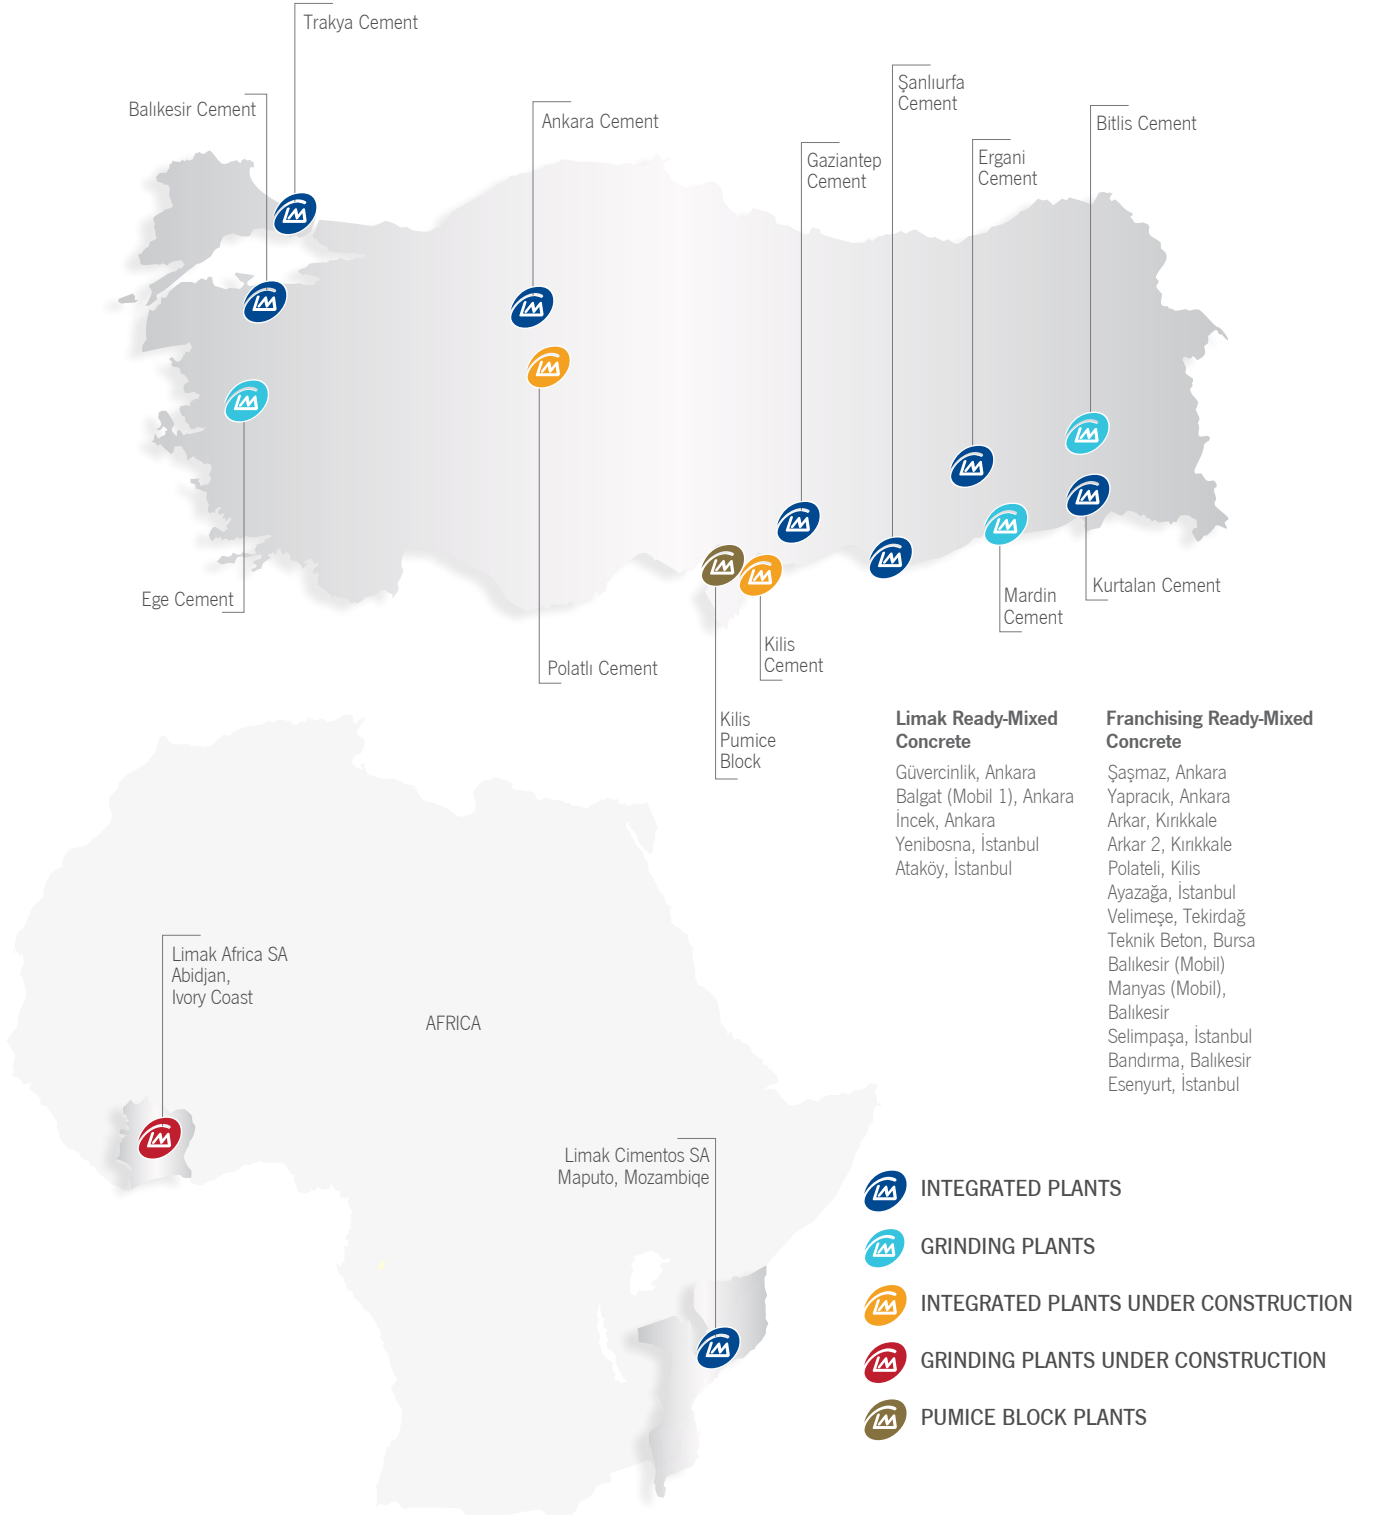 Trakya Cement
Balıkesir Cement
Ankara Cement
Şanlıurfa
Cement
Gaziantep
Cement
Ergani
Cement
Bitlis Cement
Ege Cement
Polatlı Cement
Kilis
Cement
Kilis
Pumice
Block
Mardin
Cement
Kurtalan Cement
Limak Ready-Mixed
Concrete
Güvercinlik, Ankara
Balgat (Mobil 1), Ankara
İncek, Ankara
Yenibosna, İstanbul
Ataköy, İstanbul
Franchising Ready-Mixed
Concrete
Şaşmaz, Ankara
Yapracık, Ankara
Arkar, Kırıkkale
Arkar 2, Kırıkkale
Polateli, Kilis
Ayazağa, İstanbul
Velimeşe, Tekirdağ
Teknik Beton, Bursa
Balıkesir (Mobil)
Manyas (Mobil),
Balıkesir
Selimpaşa, İstanbul
Bandırma, Balıkesir
Esenyurt, İstanbul
Limak Africa SA
Abidjan,
Ivory Coast
AFRICA
Limak Cimentos SA
Maputo, Mozambiqe
INTEGRATED PLANTS
GRINDING PLANTS
INTEGRATED PLANTS UNDER CONSTRUCTION
GRINDING PLANTS UNDER CONSTRUCTION
PUMICE BLOCK PLANTS